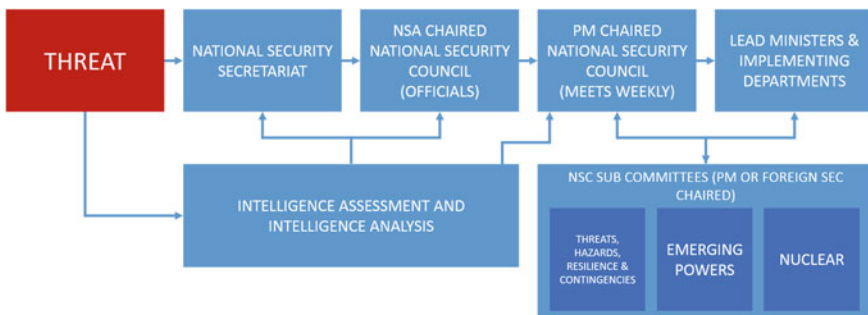 THREAT
NATIONAL SECURITY
SECRETARIAT
NSA CHAIRED
NATIONAL SECURITY
COUNCIL
(OFFICIALS)
PM CHAIRED
NATIONAL SECURITY
COUNCIL
(MEETS WEEKLY)
LEAD MINISTERS &
IMPLEMENTING
DEPARTMENTS
INTELLIGENCE ASSESSMENT AND
INTELLIGENCE ANALYSIS
NSC SUB COMMITTEES (PM OR FOREIGN SEC
CHAIRED)
THREATS,
HAZARDS,
RESILIENCE &
CONTINGENCIES
EMERGING
POWERS
NUCLEAR